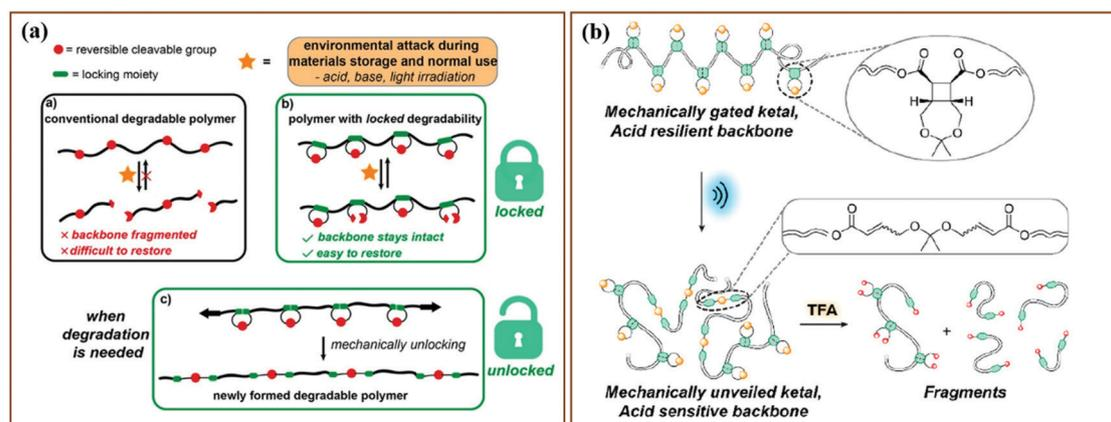 (a)
= reversible cleavable group
= locking moiety
=
environmental attack during
materials storage and normal use
- acid, base, light irradiation
a)
conventional degradable polymer
× backbone fragmented
× difficult to restore
b)
polymer with locked degradability
✓ backbone stays intact
✓ easy to restore
locked
when
degradation
is needed
c)
mechanically unlocking
newly formed degradable polymer
unlocked
(b)
Mechanically gated ketal,
Acid resilient backbone
O O
O O
H H
O O
O O
O O O O
Mechanically unveiled ketal,
Acid sensitive backbone
TFA
+
Fragments